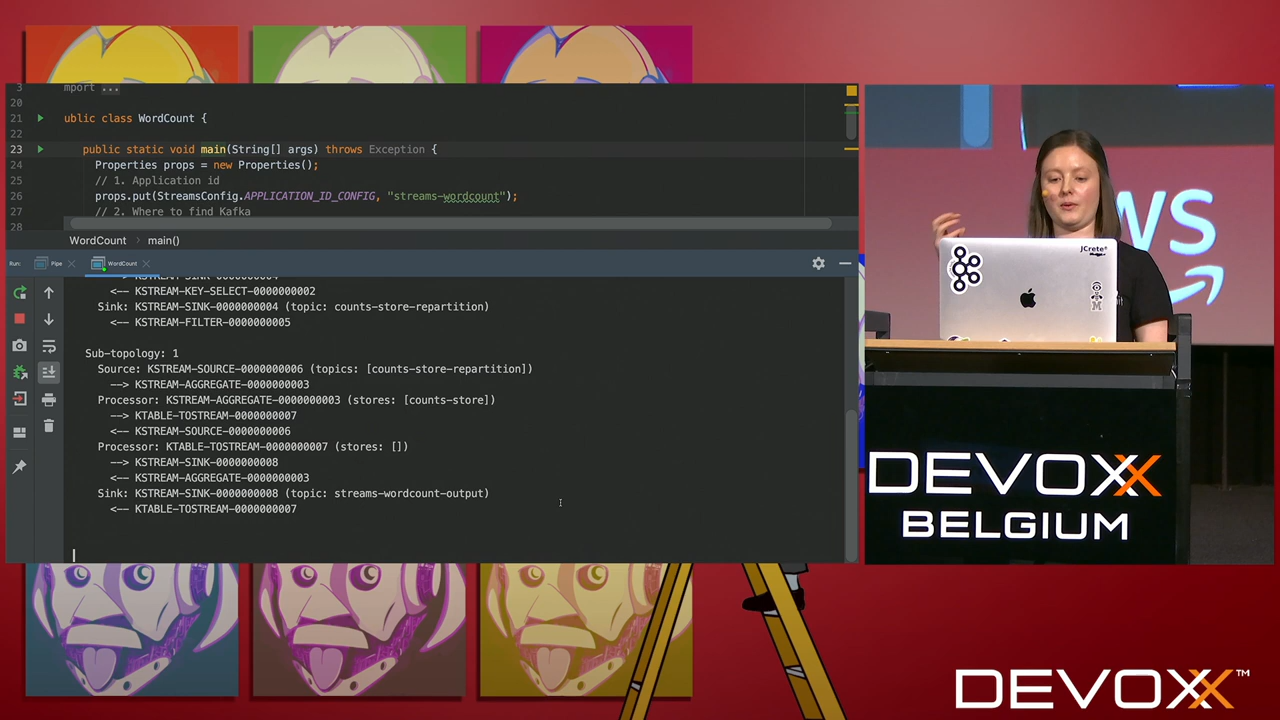 3
mport ...
20
21 ublic class WordCount {
22
23 public static void main(String[] args) throws Exception {
24 Properties props = new Properties();
25 // 1. Application id
26 props.put(StreamsConfig.APPLICATION_ID_CONFIG, "streams-wordcount");
27 // 2. Where to find Kafka
28
WordCount > main()
Run: Pipe × WordCount ×
--> KSTREAM-SINK-0000000004
<-- KSTREAM-KEY-SELECT-0000000002
Sink: KSTREAM-SINK-0000000004 (topic: counts-store-repartition)
<-- KSTREAM-FILTER-0000000005
Sub-topology: 1
Source: KSTREAM-SOURCE-0000000006 (topics: [counts-store-repartition])
--> KSTREAM-AGGREGATE-0000000003
Processor: KSTREAM-AGGREGATE-0000000003 (stores: [counts-store])
--> KTABLE-TOSTREAM-0000000007
<-- KSTREAM-SOURCE-0000000006
Processor: KTABLE-TOSTREAM-0000000007 (stores: [])
--> KSTREAM-SINK-0000000008
<-- KSTREAM-AGGREGATE-0000000003
Sink: KSTREAM-SINK-0000000008 (topic: streams-wordcount-output)
<-- KTABLE-TOSTREAM-0000000007
WS
JCrete
DEVOXX
BELGIUM
DEVOXX™